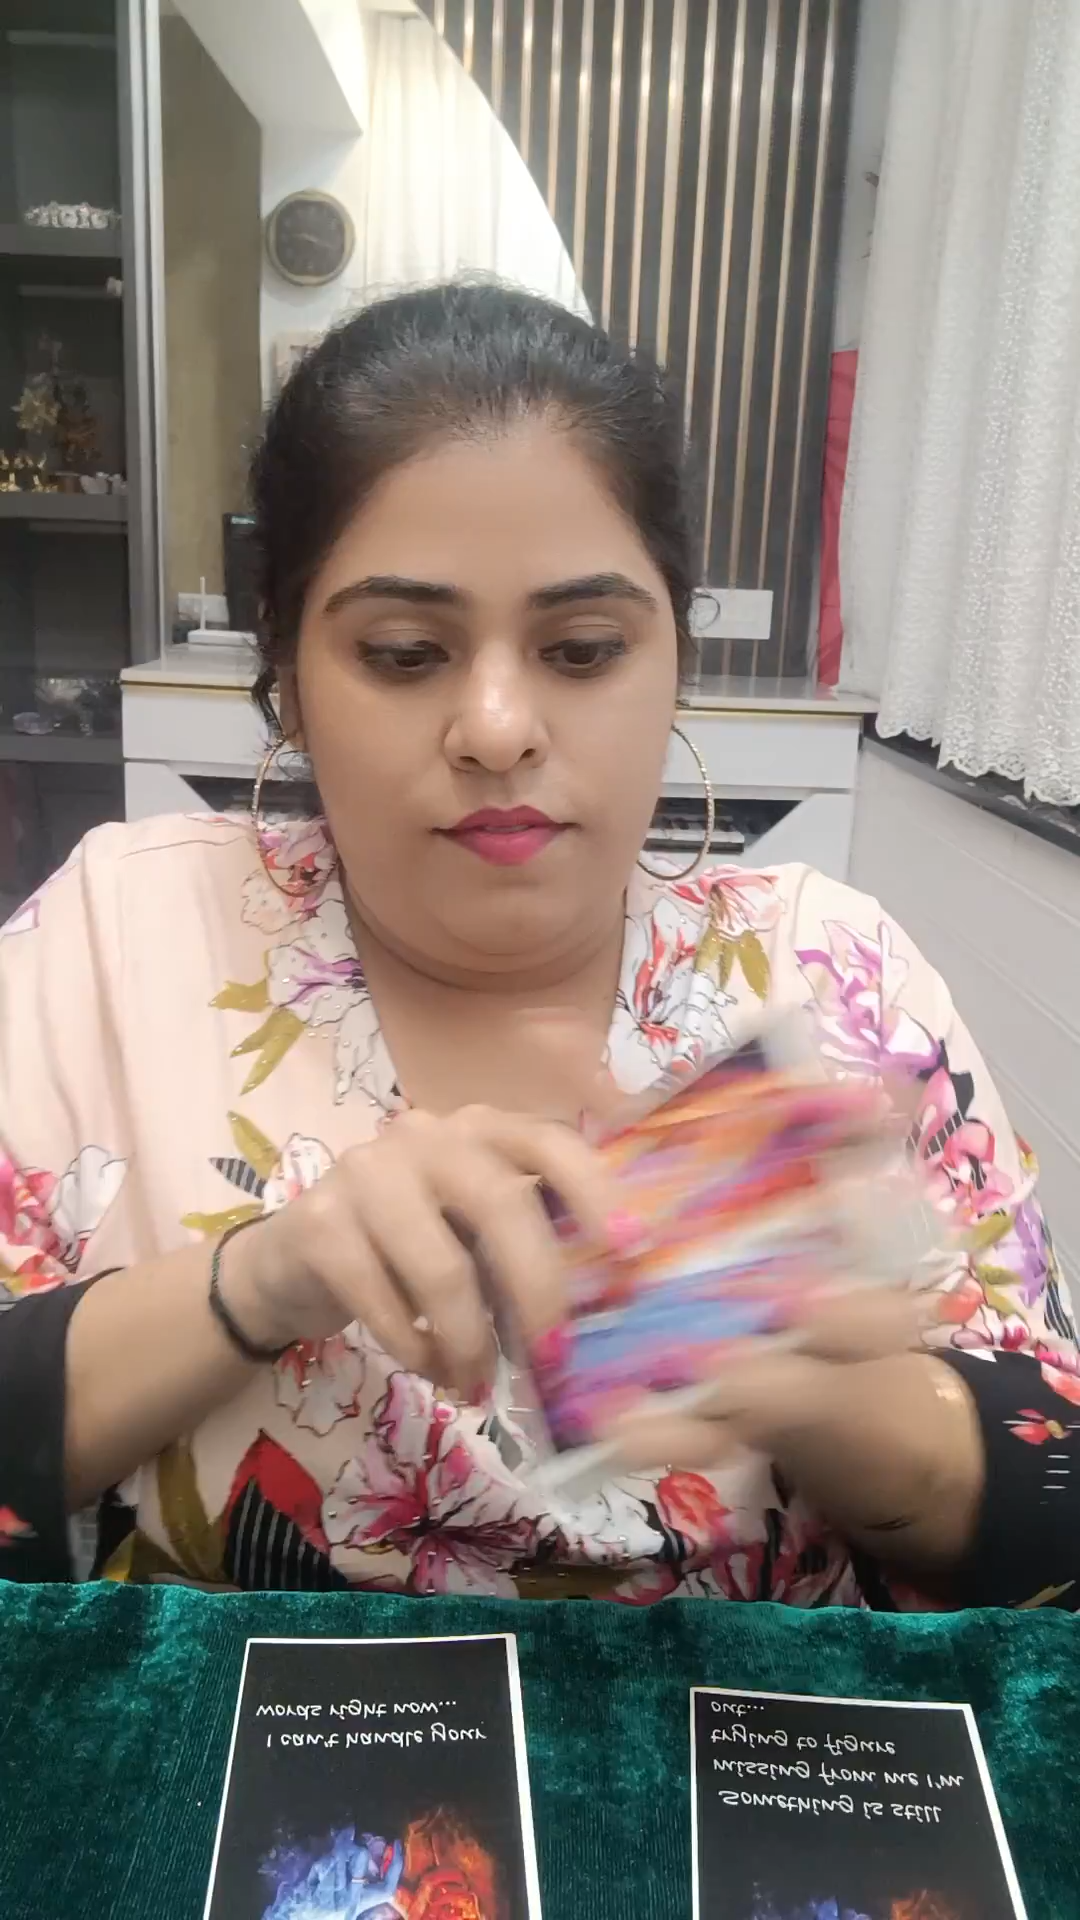 I can't handle your
words right now...
Something is still
missing from me I'm
trying to figure
out...